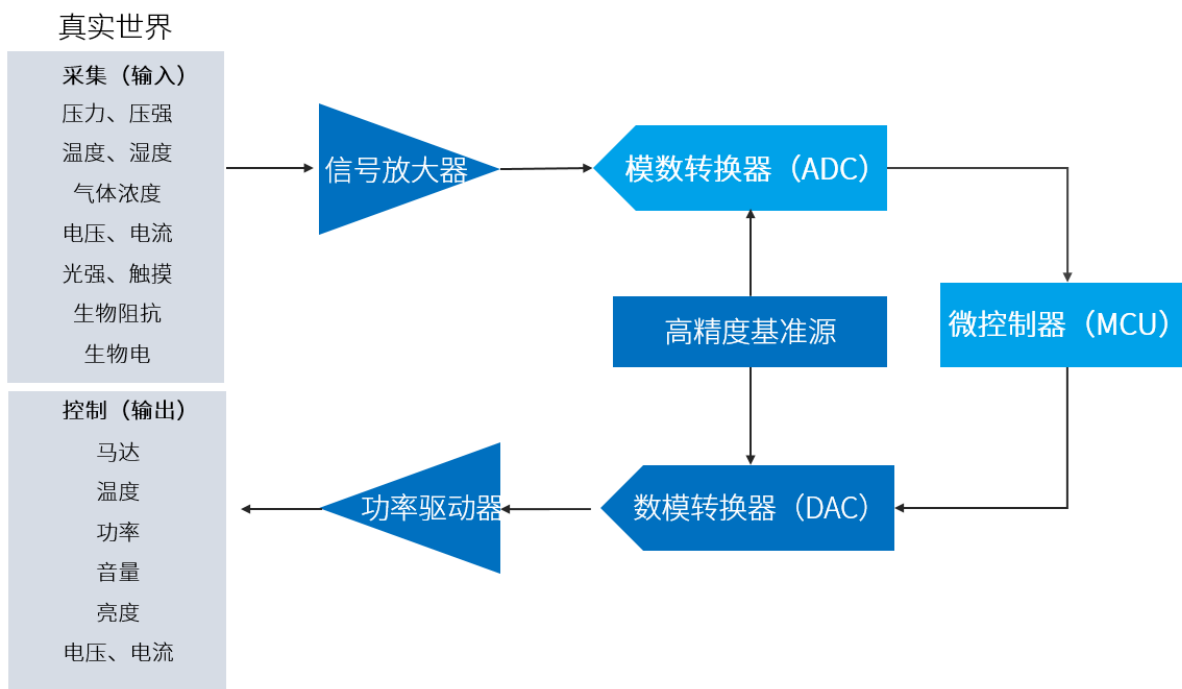 真实世界
采集（输入）
压力、压强
温度、湿度
气体浓度
电压、电流
光强、触摸
生物阻抗
生物电
信号放大器
模数转换器（ADC）
高精度基准源
微控制器（MCU）
控制（输出）
马达
温度
功率
音量
亮度
电压、电流
功率驱动器
数模转换器（DAC）